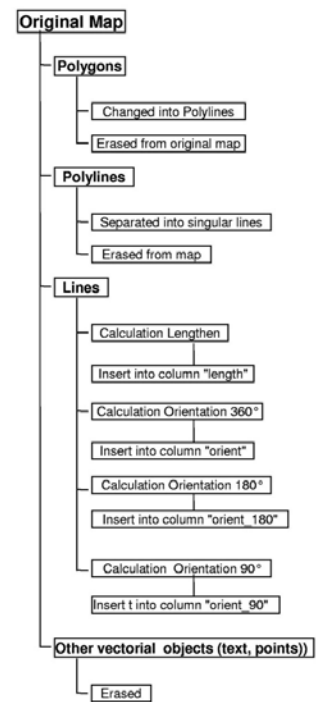 Original Map
Polygons
Changed into Polylines
Erased from original map
Polylines
Separated into singular lines
Erased from map
Lines
Calculation Lengthen
Insert into column "length"
Calculation Orientation 360°
Insert into column "orient"
Calculation Orientation 180°
Insert into column "orient_180"
Calculation Orientation 90°
Insert t into column "orient_90"
Other vectorial objects (text, points))
Erased